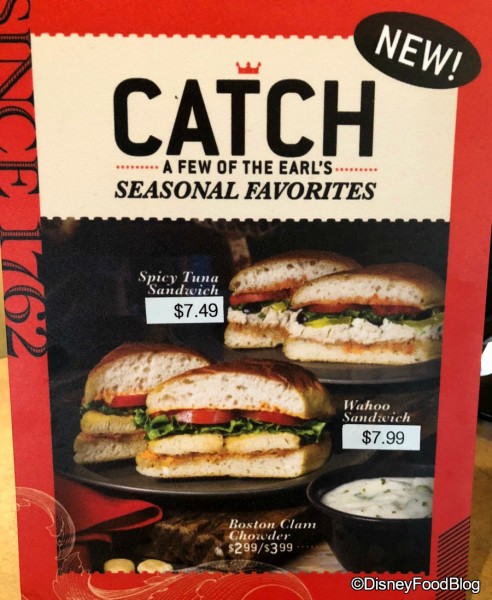 SINCE 1762
NEW!
CATCH
A FEW OF THE EARL'S
SEASONAL FAVORITES
Spicy Tuna
Sandwich
$7.49
Wahoo
Sandwich
$7.99
Boston Clam
Chowder
$2.99/$3.99
©DisneyFoodBlog